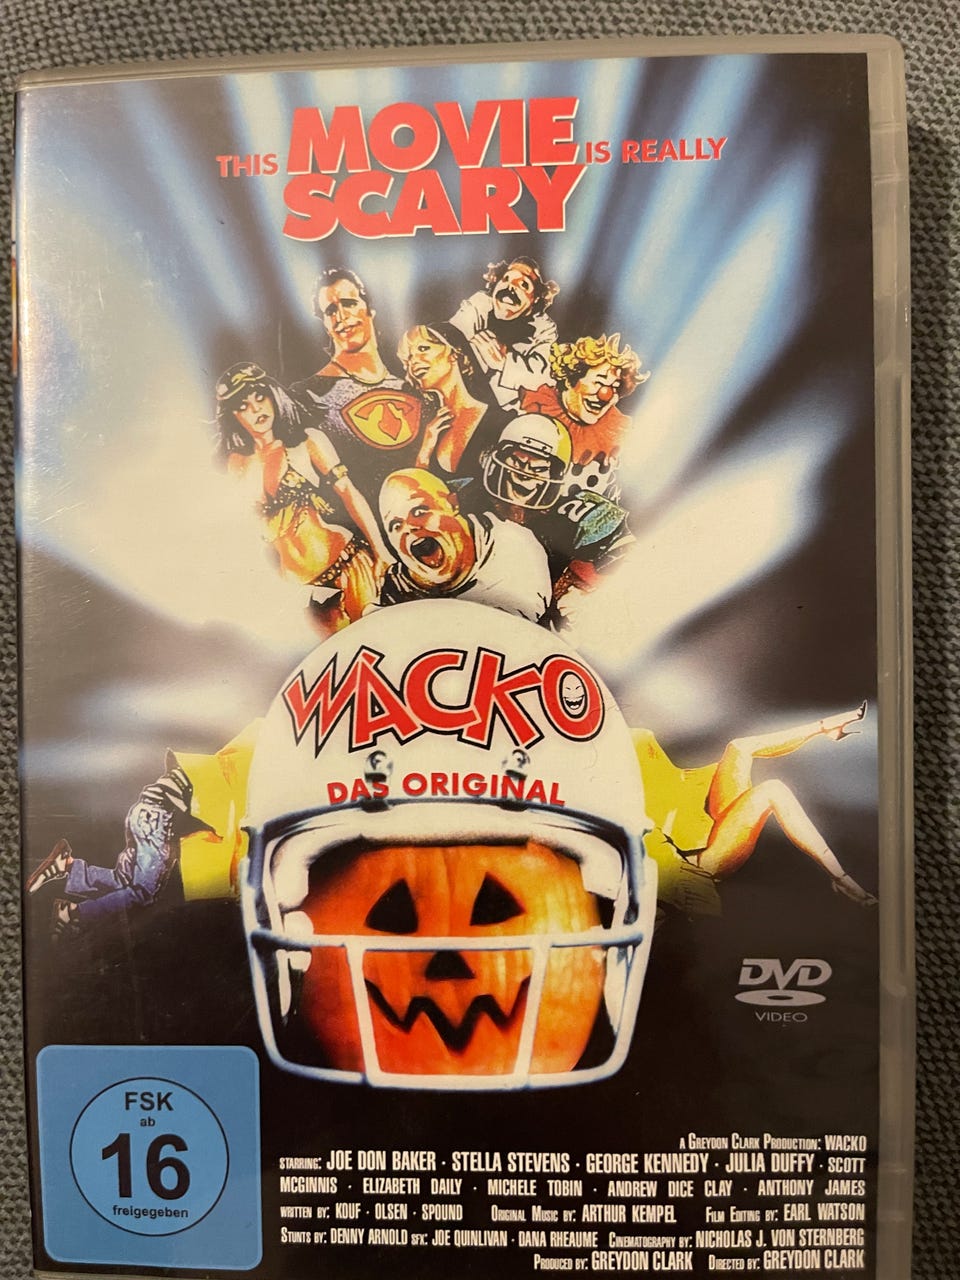 THIS MOVIE IS REALLY
SCARY
WACKO
DAS ORIGINAL
DVD
VIDEO
FSK
ab
16
freigegeben
A GREYDON CLARK PRODUCTION: WACKO
STARRING: JOE DON BAKER · STELLA STEVENS · GEORGE KENNEDY · JULIA DUFFY · SCOTT
MCGINNIS · ELIZABETH DAILY · MICHELE TOBIN · ANDREW DICE CLAY · ANTHONY JAMES
WRITTEN BY: KOUF · OLSEN · SPOUND ORIGINAL MUSIC BY: ARTHUR KEMPEL FILM EDITING BY: EARL WATSON
STUNTS BY: DENNY ARNOLD SFX: JOE QUINLIVAN · DANA RHEAUME CINEMATOGRAPHY BY: NICHOLAS J. VON STERNBERG
PRODUCED BY: GREYDON CLARK DIRECTED BY: GREYDON CLARK